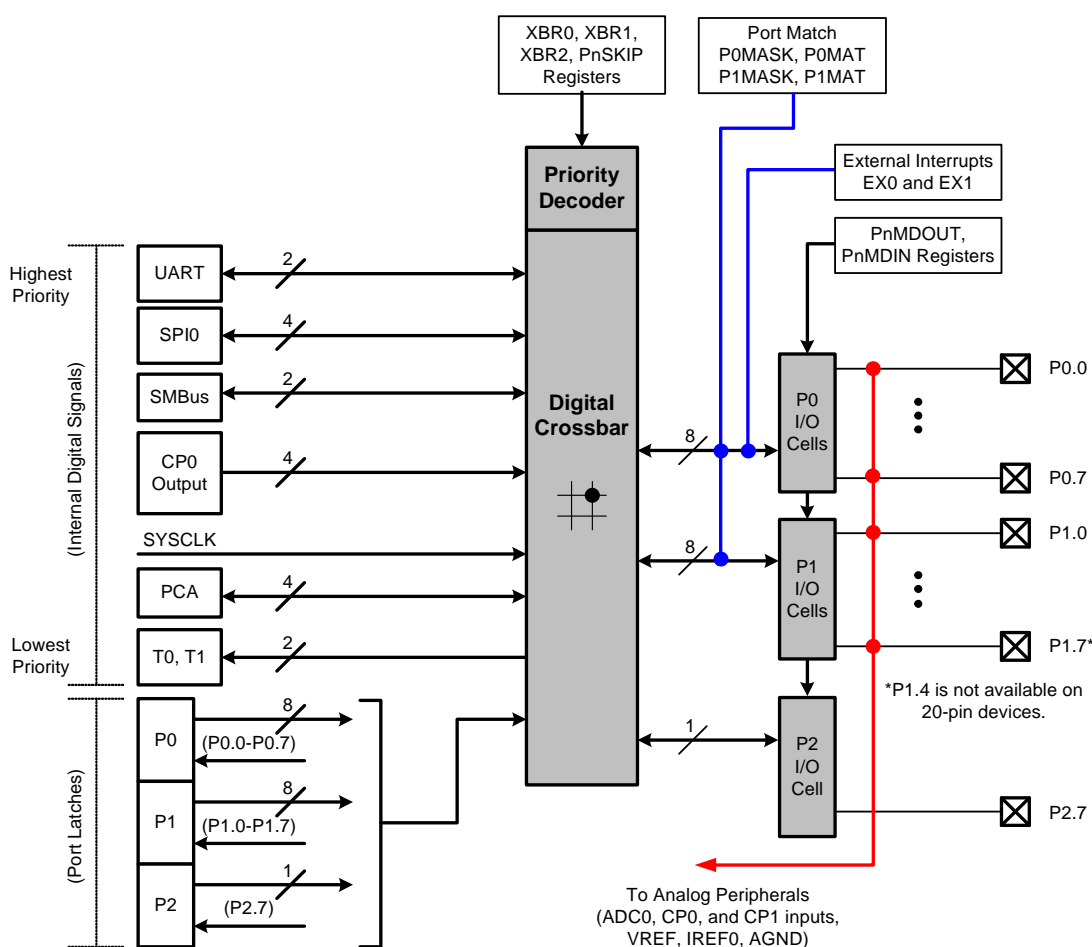 XBR0, XBR1,
XBR2, PnSKIP
Registers
Port Match
P0MASK, P0MAT
P1MASK, P1MAT
External Interrupts
EX0 and EX1
Priority
Decoder
PnMDOUT,
PnMDIN Registers
Highest
Priority
UART
2
SPI0
4
SMBus
2
Digital
Crossbar
CP0
Output
4
(Internal Digital Signals)
SYSCLK
PCA
4
Lowest
Priority
T0, T1
2
8
P0
I/O
Cells
P0.0
P0.7
8
P1
I/O
Cells
P1.0
P1.7*
*P1.4 is not available on
20-pin devices.
1
P2
I/O
Cell
P2.7
(Port Latches)
P0
8
(P0.0-P0.7)
P1
8
(P1.0-P1.7)
P2
1
(P2.7)
To Analog Peripherals
(ADC0, CP0, and CP1 inputs,
VREF, IREF0, AGND)